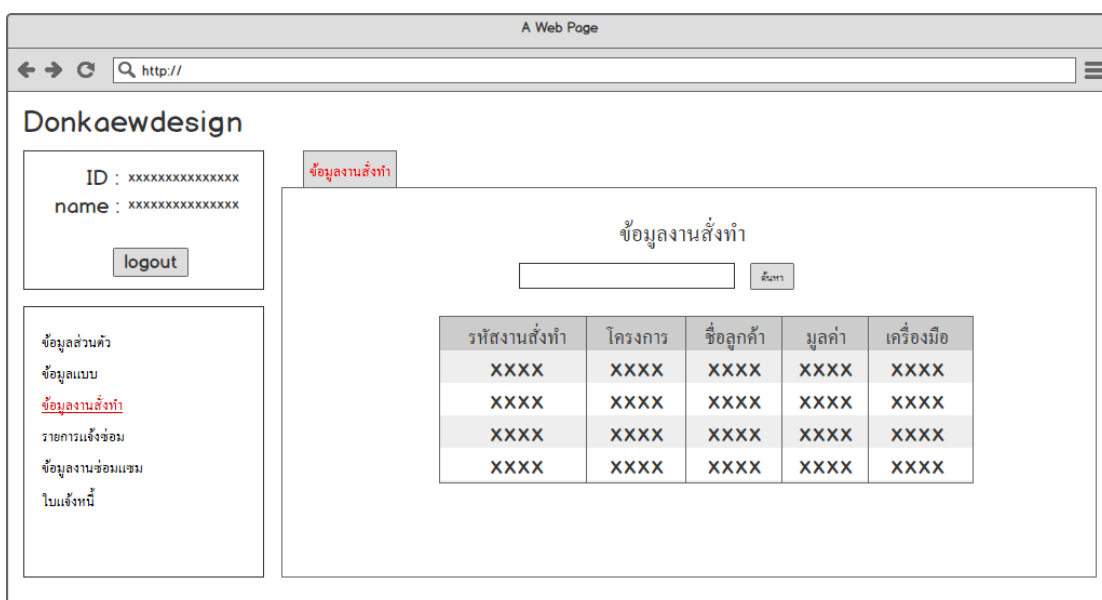 A Web Page
http://
Donkaewdesign
ID : xxxxxxxxxxxxxxx
name : xxxxxxxxxxxxxxx
logout
ข้อมูลส่วนตัว
ข้อมูลแบบ
ข้อมูลงานสั่งทำ
รายการแจ้งซ่อม
ข้อมูลงานซ่อมแซม
ใบแจ้งหนี้
ข้อมูลงานสั่งทำ
ข้อมูลงานสั่งทำ
ค้นหา
รหัสงานสั่งทำ โครงการ ชื่อลูกค้า มูลค่า เครื่องมือ
XXXX XXXX XXXX XXXX XXXX
XXXX XXXX XXXX XXXX XXXX
XXXX XXXX XXXX XXXX XXXX
XXXX XXXX XXXX XXXX XXXX